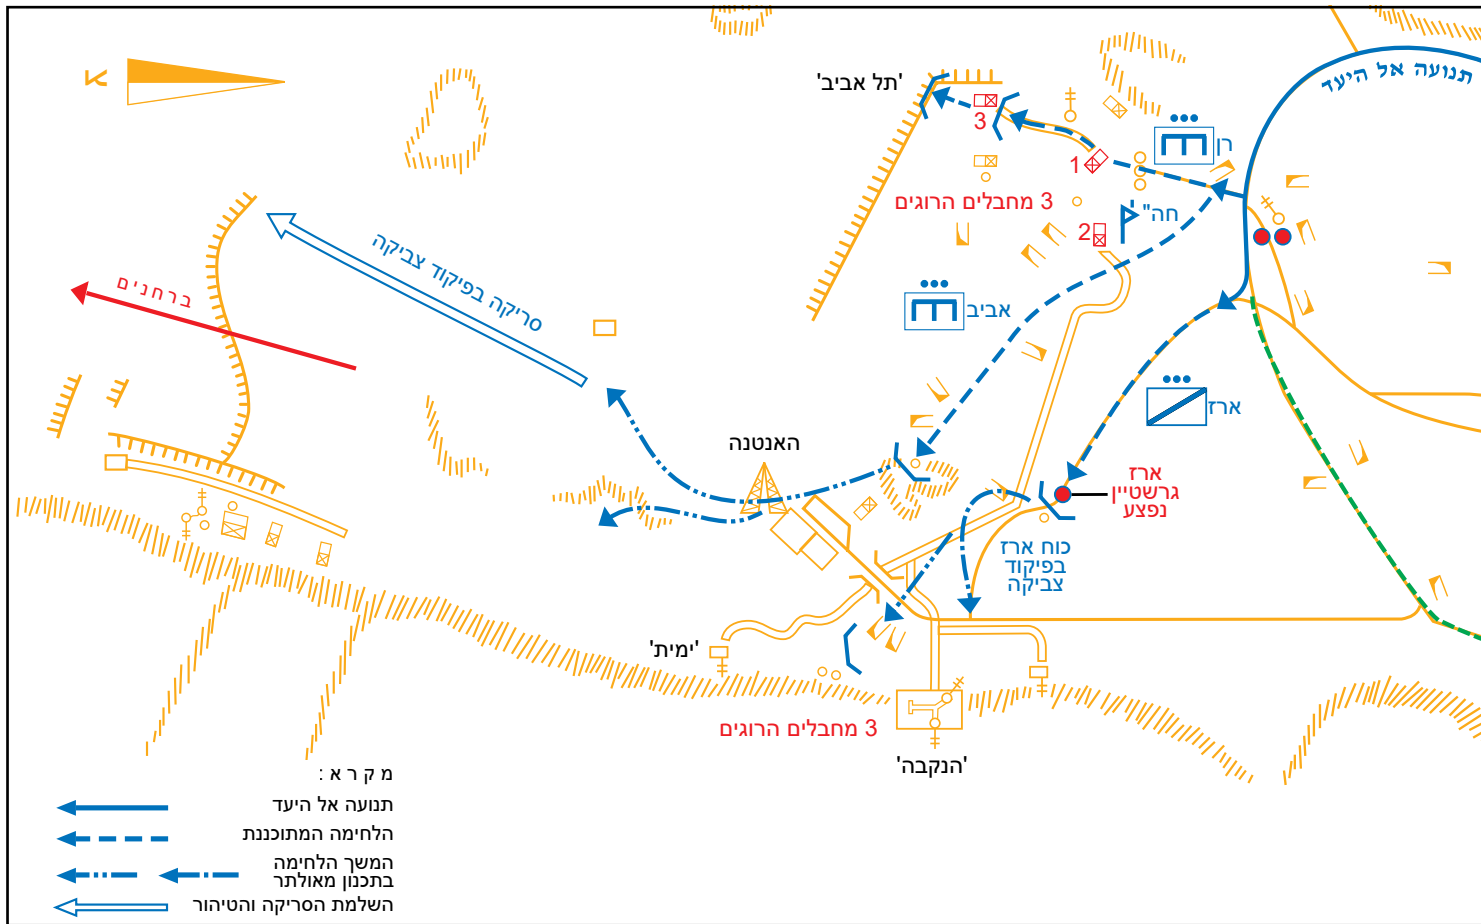 א
תנועה אל היעד
'תל אביב'
3
רן
1
3 מחבלים הרוגים
חה"
2
ברחנים
סריקה בפיקוד צביקה
אביב
ארז
האנטנה
ארז
גרשטיין
נפצע
כוח ארז
בפיקוד
צביקה
'ימית'
3 מחבלים הרוגים
'הנקבה'
מקרא:
תנועה אל היעד
הלחימה המתוכננת
המשך הלחימה
בתכנון מאולתר
השלמת הסריקה והטיהור